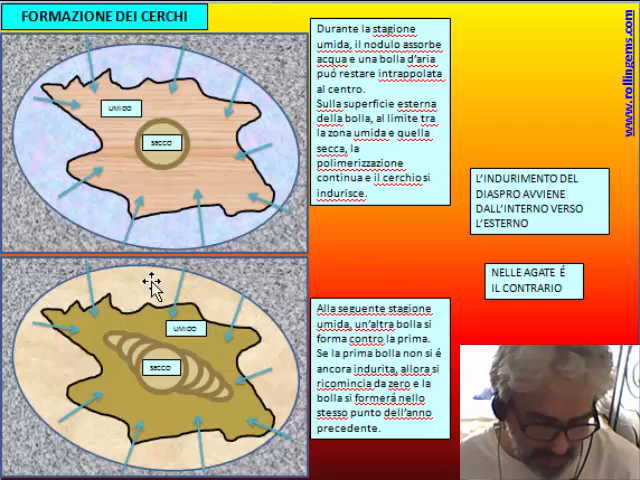 FORMAZIONE DEI CERCHI
UMIDO
SECCO
Durante la stagione
umida, il nodulo assorbe
acqua e una bolla d'aria
puó restare intrappolata
al centro.
Sulla superficie esterna
della bolla, al limite tra
la zona umida e quella
secca, la
polimerizzazione
continua e il cerchio si
indurisce.
www.rollingems.com
L'INDURIMENTO DEL
DIASPRO AVVIENE
DALL'INTERNO VERSO
L'ESTERNO
NELLE AGATE É
IL CONTRARIO
UMIDO
SECCO
Alla seguente stagione
umida, un'altra bolla si
forma contro la prima.
Se la prima bolla non si é
ancora indurita, allora si
ricomincia da zero e la
bolla si formerá nello
stesso punto dell'anno
precedente.